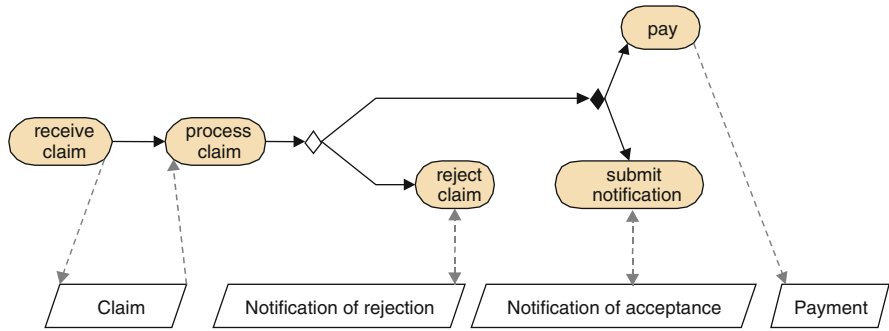 pay
receive
claim
process
claim
reject
claim
submit
notification
Claim
Notification of rejection
Notification of acceptance
Payment